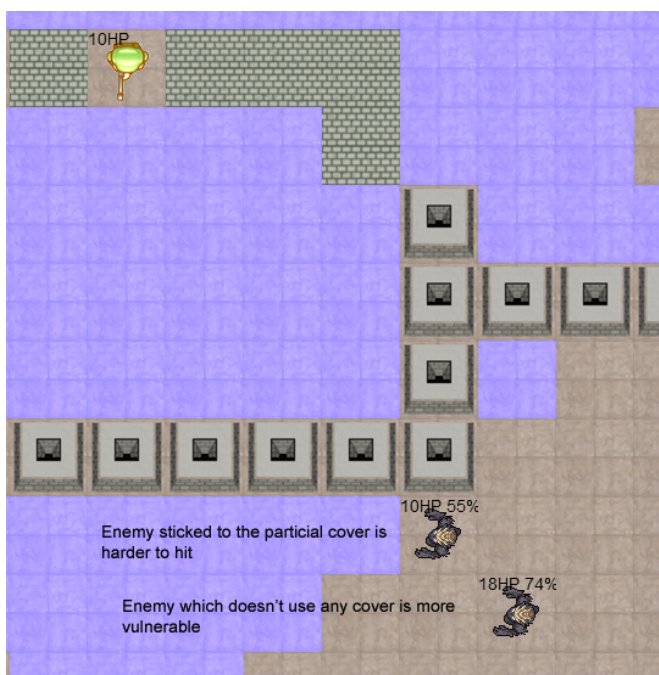 10HP
10HP 55%
Enemy sticked to the particial cover is
harder to hit
18HP 74%
Enemy which doesn't use any cover is more
vulnerable